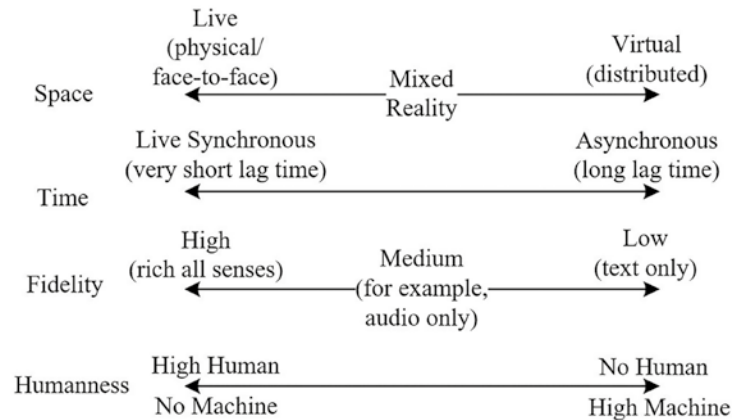 Live
(physical/
face-to-face)
Virtual
(distributed)
Space
Mixed
Reality
Live Synchronous
(very short lag time)
Asynchronous
(long lag time)
Time
High
(rich all senses)
Low
(text only)
Fidelity
Medium
(for example,
audio only)
High Human
No Human
Humanness
No Machine
High Machine